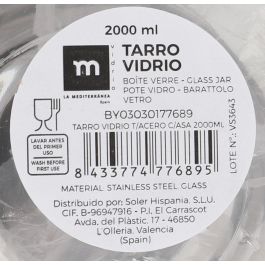 2000 ml
m
Vidrio
LA MEDITERRÁNEA
Spain
TARRO
VIDRIO
BOÎTE VERRE - GLASS JAR
POTE VIDRO - BARATTOLO
VETRO
BY03030177689
TARRO VIDRIO T/ACERO C/ASA 2000ML
LAVAR ANTES
DEL PRIMER
USO
WASH BEFORE
FIRST USE
8 433774 776895
LOTE Nº.: VS3643
MATERIAL STAINLESS STEEL GLASS
Distribuido por: Soler Hispania, S.L.U.
CIF. B-96947916 - P.I. El Carrascot
Avda. del Plàstic. 17 - 46850
L'Olleria, Valencia
(Spain)